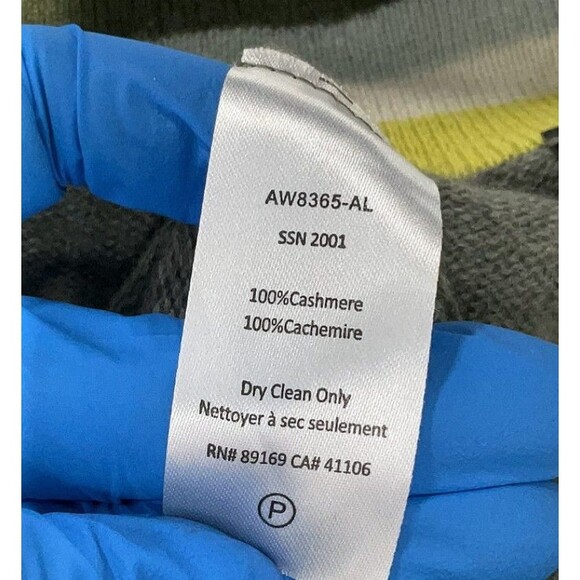 AW8365-AL
SSN 2001
100%Cashmere
100%Cachemire
Dry Clean Only
Nettoyer à sec seulement
RN# 89169 CA# 41106
P